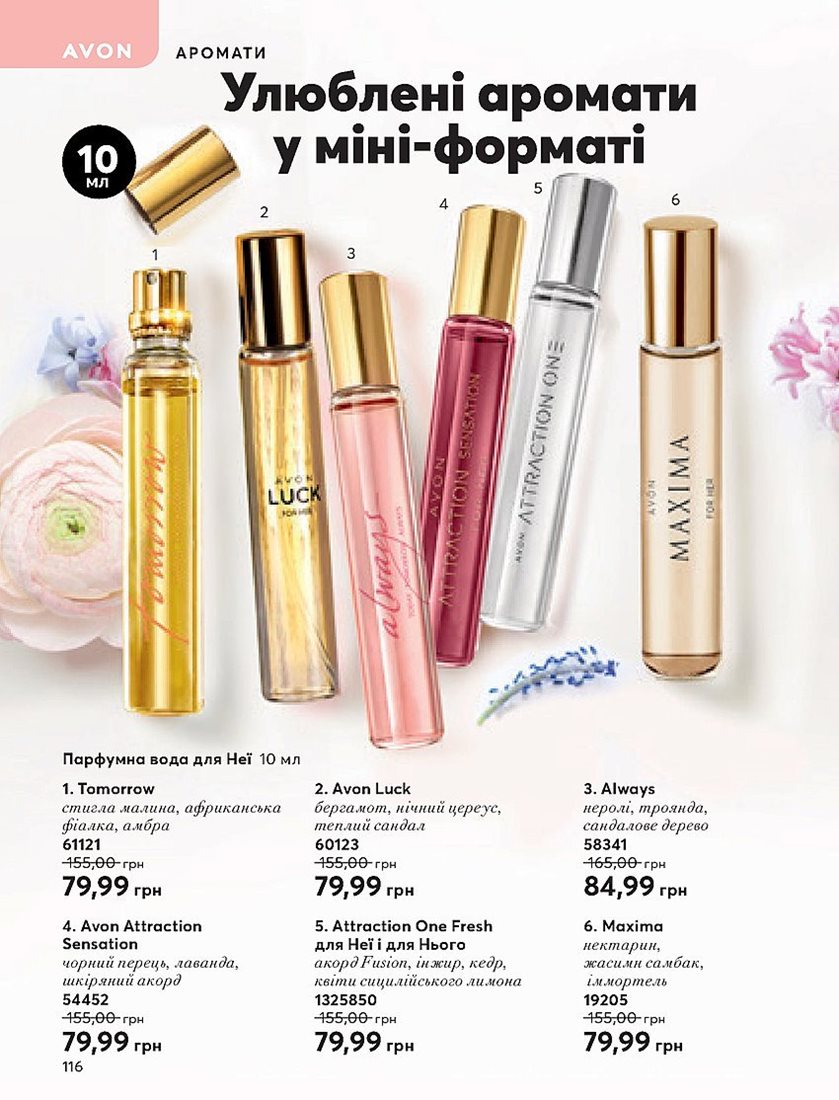 AVON
АРОМАТИ
Улюблені аромати
у міні-форматі
10
МЛ
1
2
3
4
5
6
tomorrow
AVON
LUCK
FOR HER
always
AVON
ATTRACTION SENSATION
AVON ATTRACTION ONE
AVON
MAXIMA
FOR HER
Парфумна вода для Неї 10 мл
1. Tomorrow
стигла малина, африканська
фіалка, амбра
61121
155,00 грн
79,99 грн
2. Avon Luck
бергамот, нічний цереус,
теплий сандал
60123
155,00 грн
79,99 грн
3. Always
неролі, троянда,
сандалове дерево
58341
165,00 грн
84,99 грн
4. Avon Attraction
Sensation
чорний перець, лаванда,
шкіряний акорд
54452
155,00 грн
79,99 грн
5. Attraction One Fresh
для Неї і для Нього
акорд Fusion, інжир, кедр,
квіти сицилійського лимона
1325850
155,00 грн
79,99 грн
6. Maxima
нектарин,
жасимн самбак,
іммортель
19205
155,00 грн
79,99 грн
116